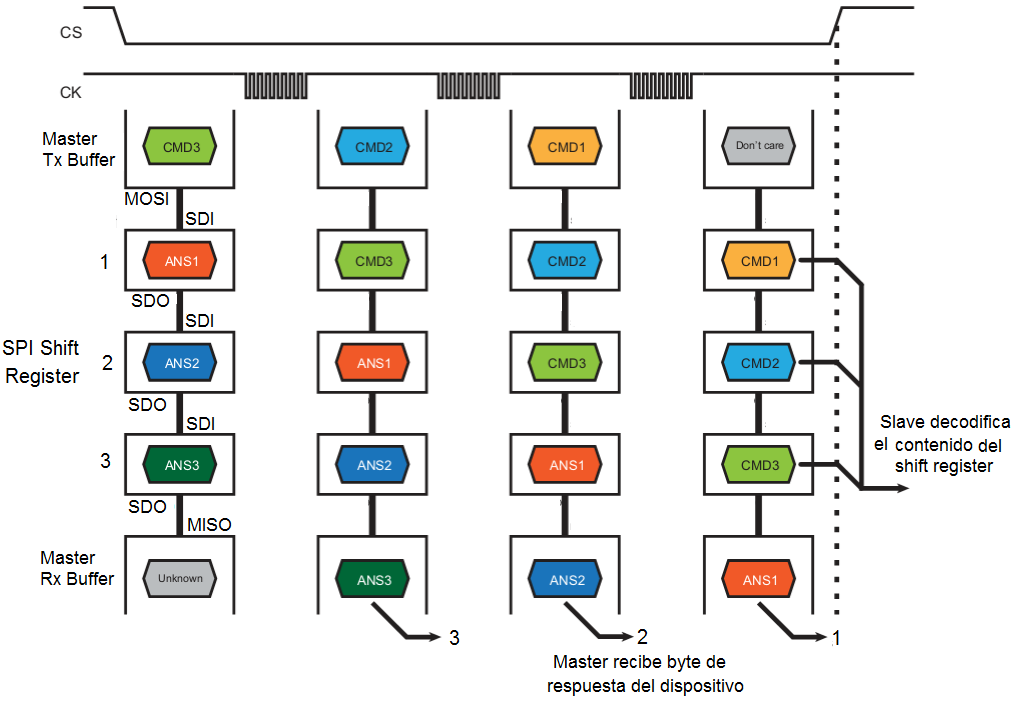 CS
CK
Master
Tx Buffer
CMD3
CMD2
CMD1
Don't care
MOSI
SDI
1
ANS1
CMD3
CMD2
CMD1
SDO
SDI
SPI Shift
Register
2
ANS2
ANS1
CMD3
CMD2
SDO
SDI
Slave decodifica
el contenido del
shift register
3
ANS3
ANS2
ANS1
CMD3
SDO
MISO
Master
Rx Buffer
Unknown
ANS3
ANS2
ANS1
3
2
1
Master recibe byte de
respuesta del dispositivo